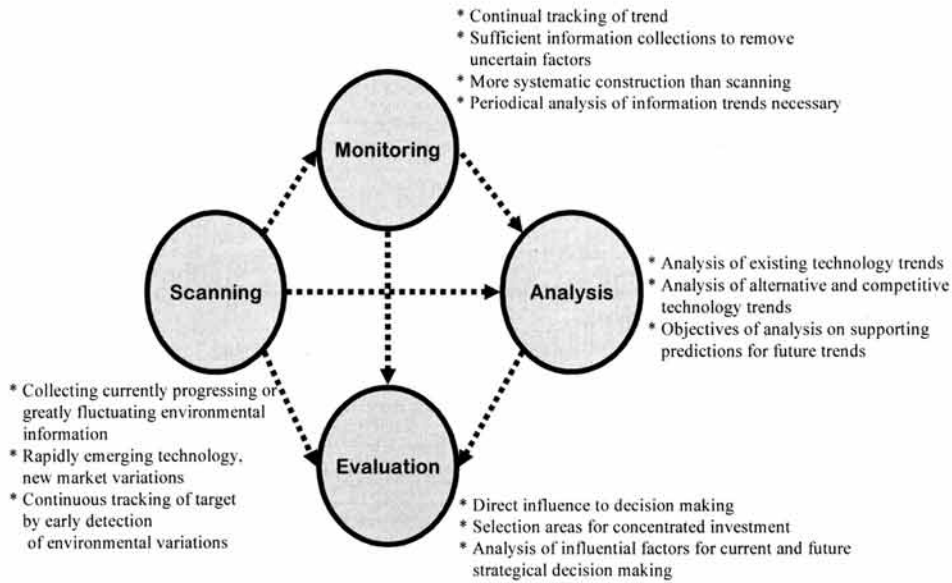 * Continual tracking of trend
* Sufficient information collections to remove
uncertain factors
* More systematic construction than scanning
* Periodical analysis of information trends necessary
Monitoring
Scanning
Analysis
* Analysis of existing technology trends
* Analysis of alternative and competitive
technology trends
* Objectives of analysis on supporting
predictions for future trends
* Collecting currently progressing or
greatly fluctuating environmental
information
* Rapidly emerging technology,
new market variations
* Continuous tracking of target
by early detection
of environmental variations
Evaluation
* Direct influence to decision making
* Selection areas for concentrated investment
* Analysis of influential factors for current and future
strategical decision making